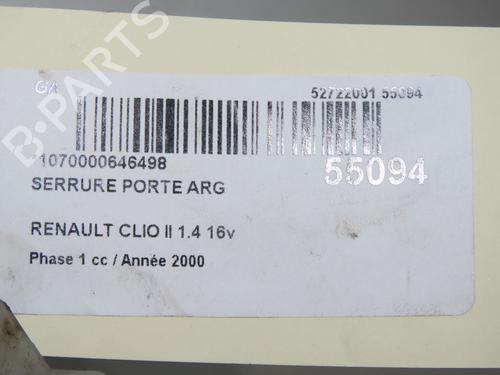 B-PARTS
GA
52722001 55094
1070000646498
55094
SERRURE PORTE ARG
RENAULT CLIO II 1.4 16v
Phase 1 cc / Année 2000